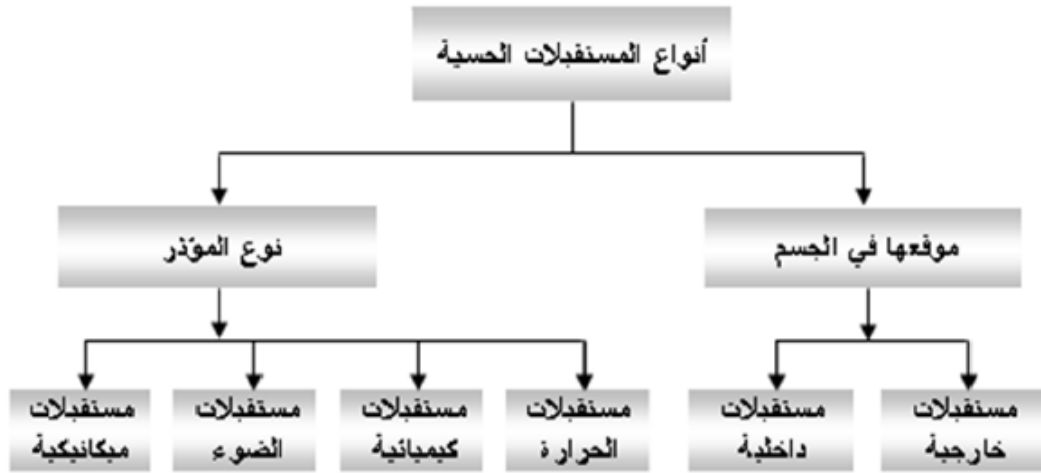 أنواع المستقبلات الحسية
موقعها في الجسم
نوع المؤثر
مستقبلات
خارجية
مستقبلات
داخلية
مستقبلات
الحرارة
مستقبلات
كيميائية
مستقبلات
الضوء
مستقبلات
ميكانيكية